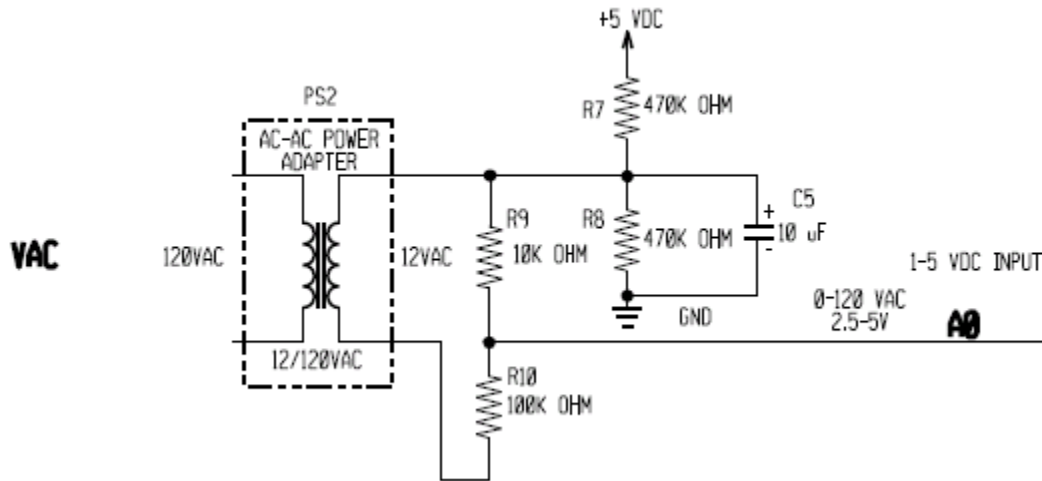 +5 VDC
PS2
R7
470K OHM
AC-AC POWER
ADAPTER
R9
10K OHM
R8
470K OHM
+
C5
10 uF
-
VAC
120VAC
12VAC
1-5 VDC INPUT
GND
0-120 VAC
2.5-5V
A0
12/120VAC
R10
100K OHM